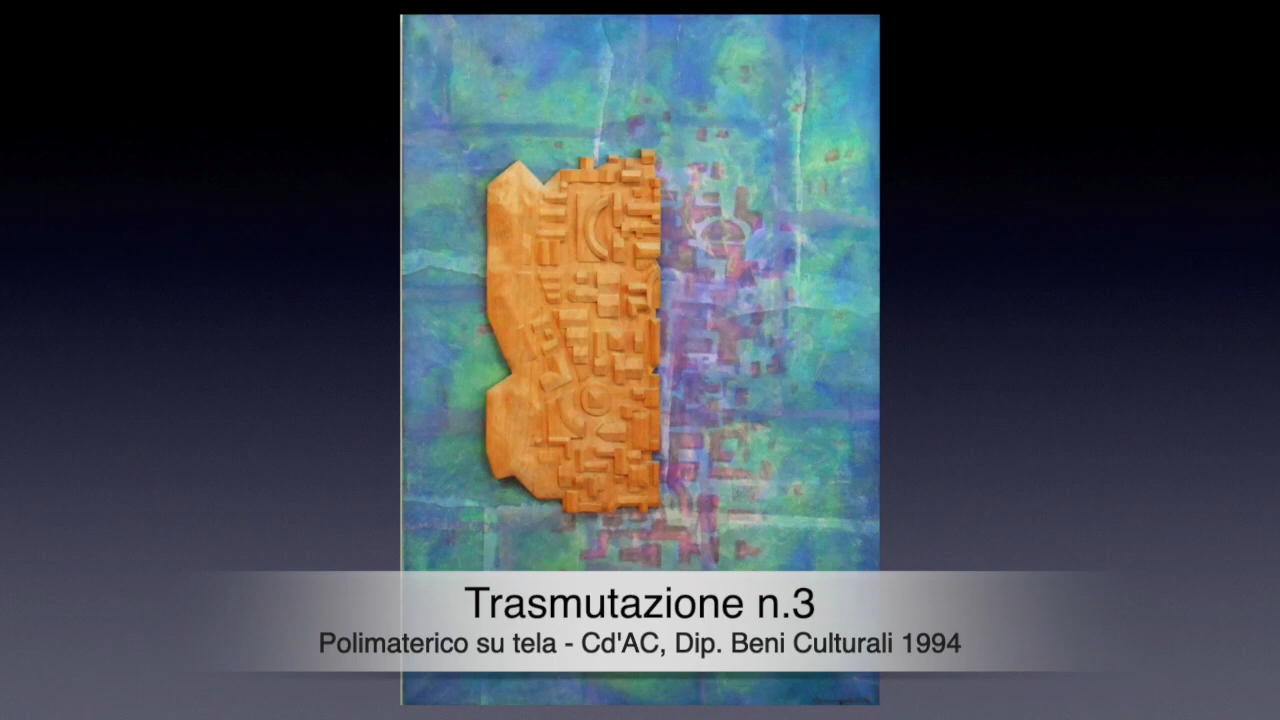 Trasmutazione n.3
Polimaterico su tela - Cd'AC, Dip. Beni Culturali 1994